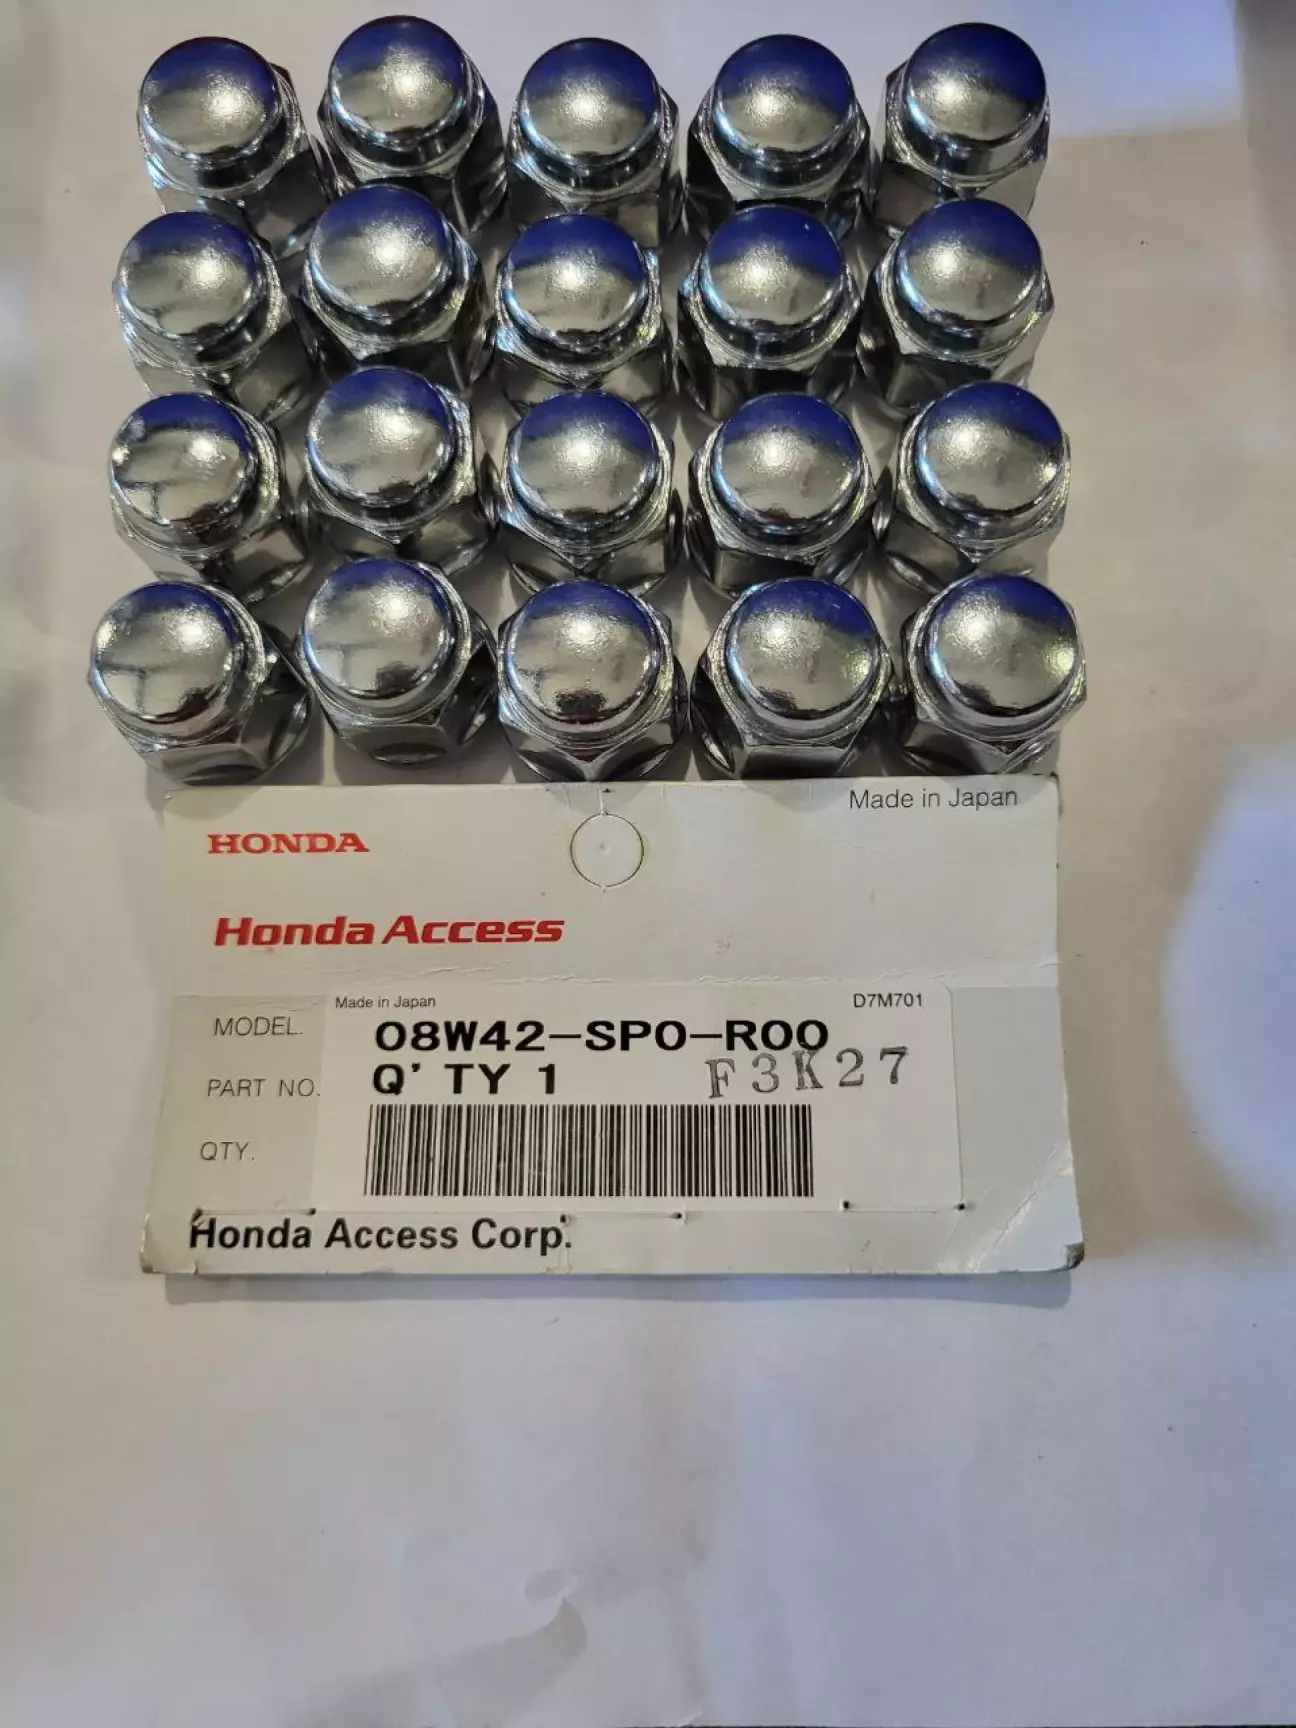 Made in Japan
HONDA
Honda Access
Made in Japan D7M701
MODEL. 08W42-SP0-R00
PART NO. Q'TY 1 F3K27
QTY.
Honda Access Corp.